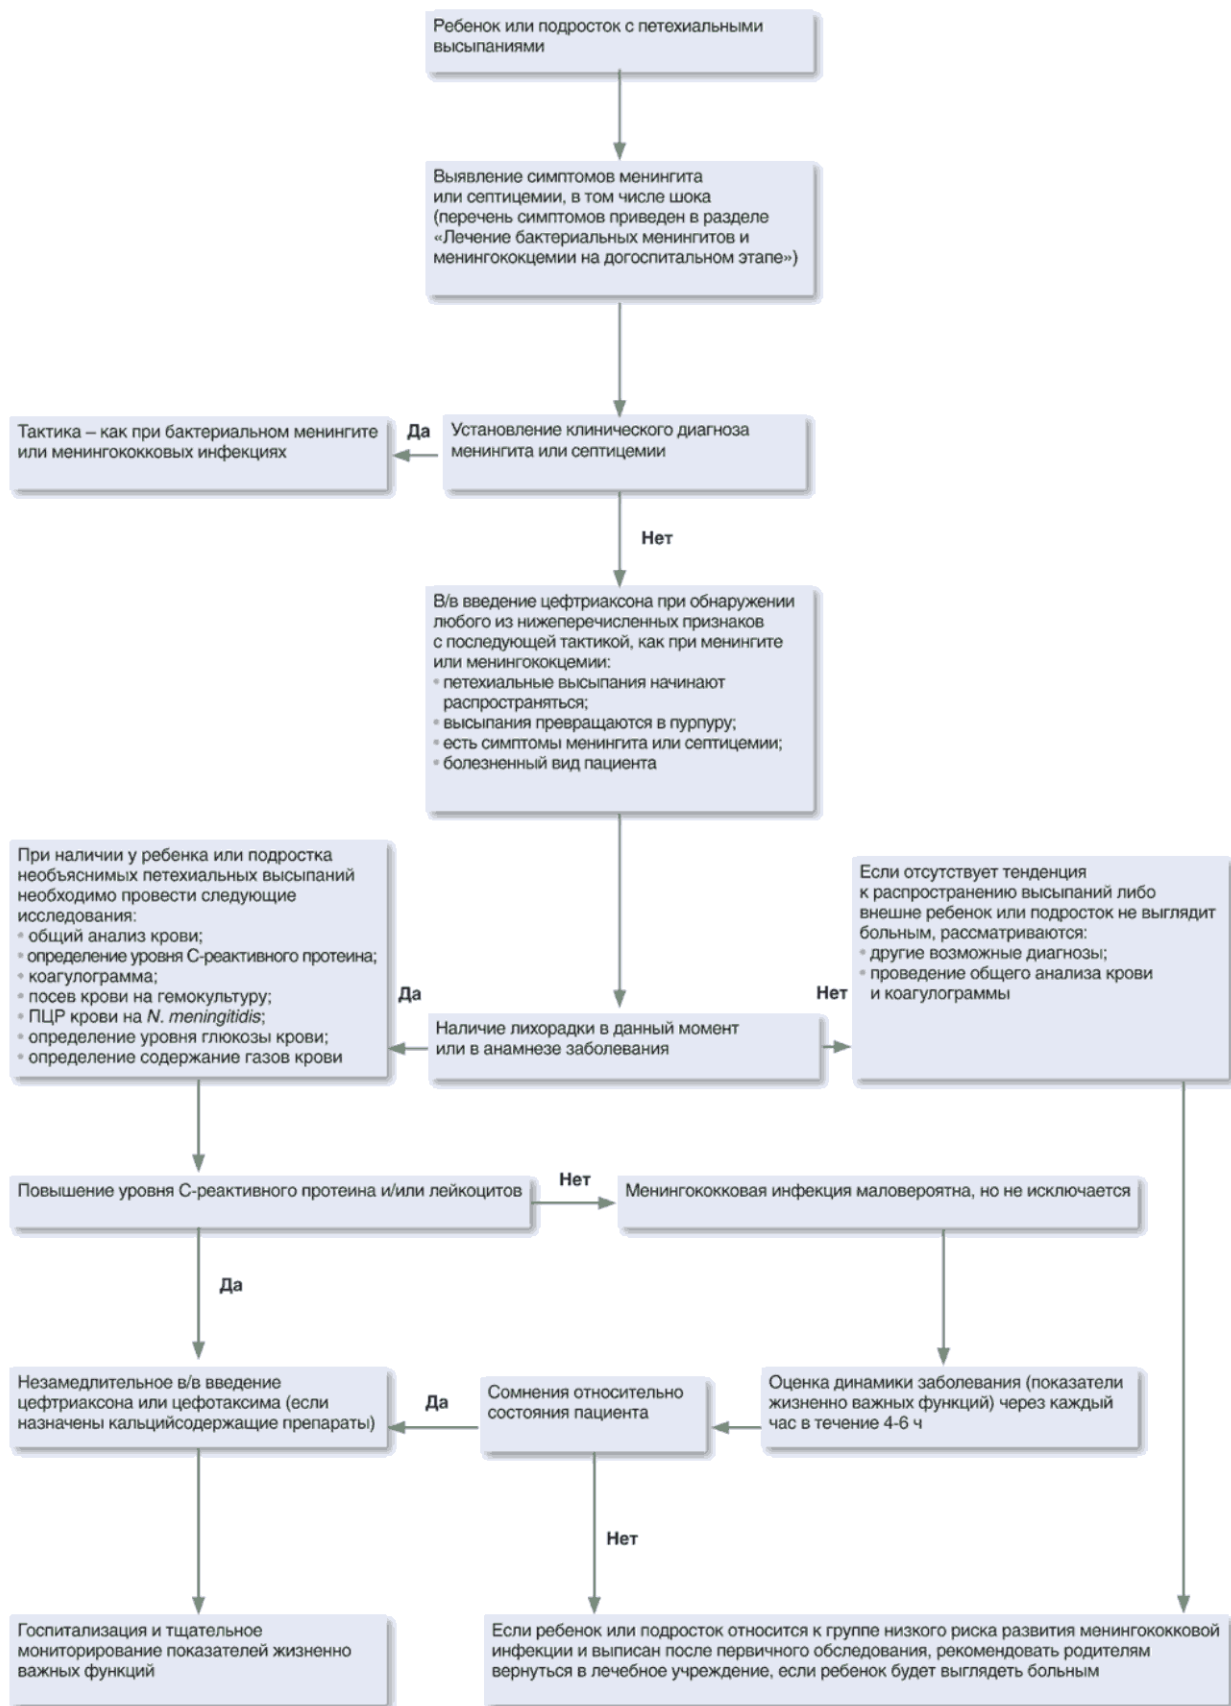 Ребенок или подросток с петехиальными
высыпаниями
Выявление симптомов менингита
или септицемии, в том числе шока
(перечень симптомов приведен в разделе
«Лечение бактериальных менингитов и
менингококцемии на догоспитальном этапе»)
Тактика – как при бактериальном менингите
или менингококковых инфекциях
Да
Установление клинического диагноза
менингита или септицемии
Нет
В/в введение цефтриаксона при обнаружении
любого из нижеперечисленных признаков
с последующей тактикой, как при менингите
или менингококцемии:
• петехиальные высыпания начинают
распространяться;
• высыпания превращаются в пурпуру;
• есть симптомы менингита или септицемии;
• болезненный вид пациента
При наличии у ребенка или подростка
необъяснимых петехиальных высыпаний
необходимо провести следующие
исследования:
• общий анализ крови;
• определение уровня С-реактивного протеина;
• коагулограмма;
• посев крови на гемокультуру;
• ПЦР крови на N. meningitidis;
• определение уровня глюкозы крови;
• определение содержание газов крови
Да
Наличие лихорадки в данный момент
или в анамнезе заболевания
Нет
Если отсутствует тенденция
к распространению высыпаний либо
внешне ребенок или подросток не выглядит
больным, рассматриваются:
• другие возможные диагнозы;
• проведение общего анализа крови
и коагулограммы
Повышение уровня С-реактивного протеина и/или лейкоцитов
Нет
Менингококковая инфекция маловероятна, но не исключается
Да
Незамедлительное в/в введение
цефтриаксона или цефотаксима (если
назначены кальцийсодержащие препараты)
Да
Сомнения относительно
состояния пациента
Оценка динамики заболевания (показатели
жизненно важных функций) через каждый
час в течение 4-6 ч
Нет
Госпитализация и тщательное
мониторирование показателей жизненно
важных функций
Если ребенок или подросток относится к группе низкого риска развития менингококковой
инфекции и выписан после первичного обследования, рекомендовать родителям
вернуться в лечебное учреждение, если ребенок будет выглядеть больным